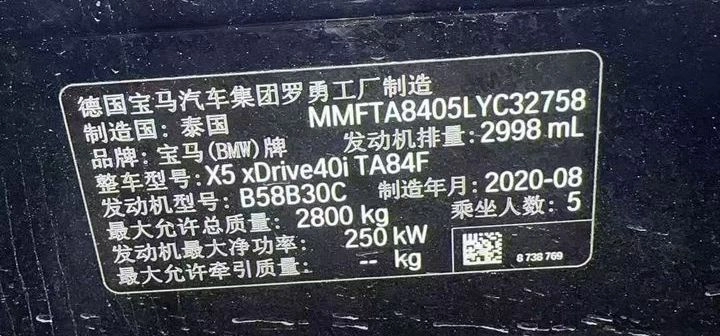 德国宝马汽车集团罗勇工厂制造
制造国：泰国 MMFTA8405LYC32758
品牌：宝马(BMW)牌 发动机排量：2998 mL
整车型号:X5 xDrive40i TA84F
发动机型号：B58B30C 制造年月：2020-08
最大允许总质量：2800 kg 乘坐人数：5
发动机最大净功率： 250 kW
最大允许牵引质量： -- kg
8 738 769